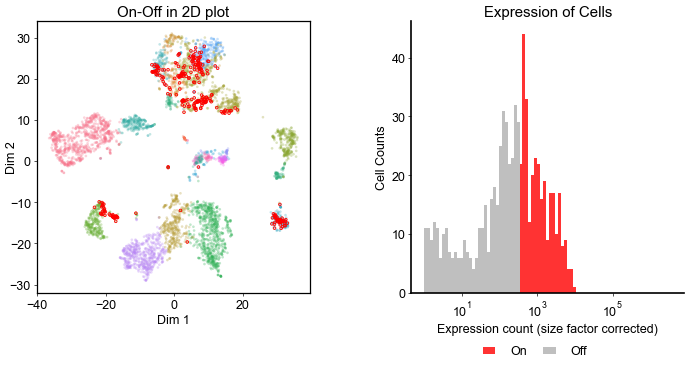 On-Off in 2D plot
Dim 2
30
20
10
0
−10
−20
−30
−40
−20
0
20
Dim 1
Expression of Cells
Cell Counts
40
30
20
10
0
10^1
10^3
10^5
Expression count (size factor corrected)
On Off